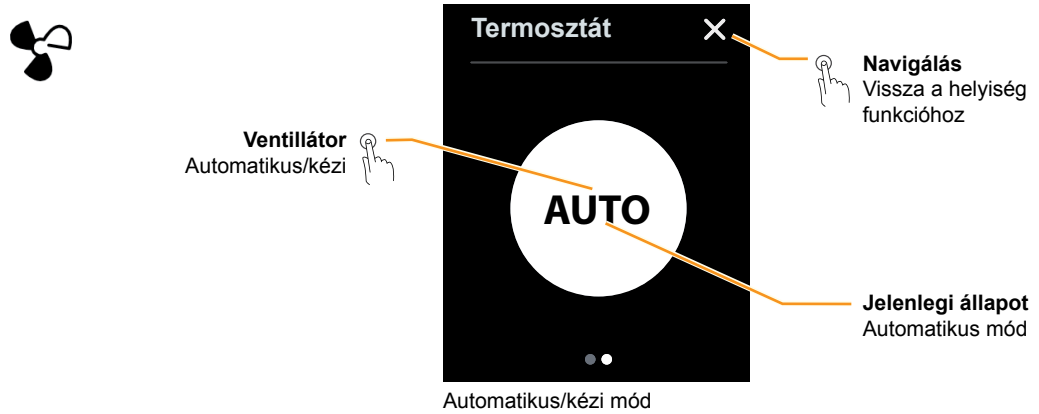 Termosztát
Navigálás
Vissza a helyiség
funkcióhoz
Ventillátor
Automatikus/kézi
AUTO
Jelenlegi állapot
Automatikus mód
Automatikus/kézi mód